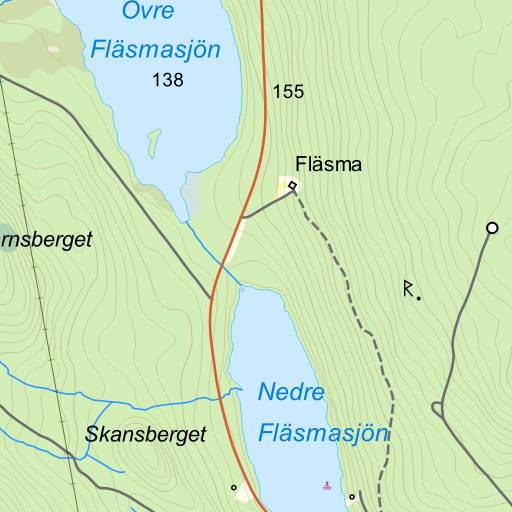 Övre
Fläsmasjön
138
155
Fläsma
rnsberget
Nedre
Fläsmasjön
Skansberget